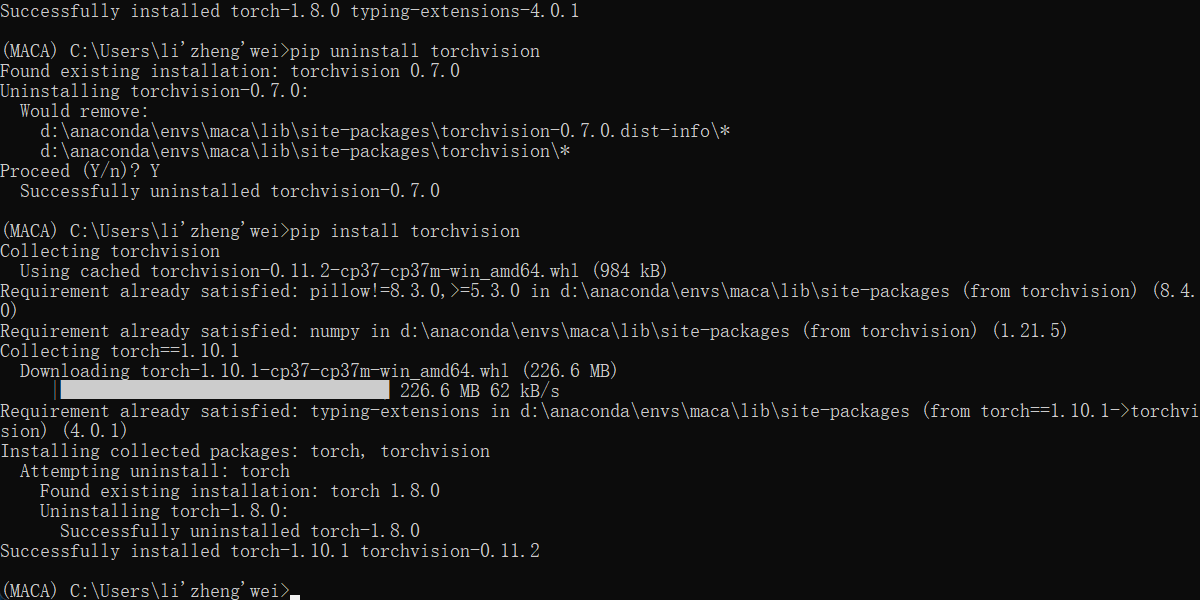 Successfully installed torch-1.8.0 typing-extensions-4.0.1
(MACA) C:\Users\li'zheng'wei>pip uninstall torchvision
Found existing installation: torchvision 0.7.0
Uninstalling torchvision-0.7.0:
Would remove:
d:\anaconda\envs\maca\lib\site-packages\torchvision-0.7.0.dist-info\*
d:\anaconda\envs\maca\lib\site-packages\torchvision\*
Proceed (Y/n)? Y
Successfully uninstalled torchvision-0.7.0
(MACA) C:\Users\li'zheng'wei>pip install torchvision
Collecting torchvision
Using cached torchvision-0.11.2-cp37-cp37m-win_amd64.whl (984 kB)
Requirement already satisfied: pillow!=8.3.0,>=5.3.0 in d:\anaconda\envs\maca\lib\site-packages (from torchvision) (8.4.
0)
Requirement already satisfied: numpy in d:\anaconda\envs\maca\lib\site-packages (from torchvision) (1.21.5)
Collecting torch==1.10.1
Downloading torch-1.10.1-cp37-cp37m-win_amd64.whl (226.6 MB)
| 226.6 MB 62 kB/s
Requirement already satisfied: typing-extensions in d:\anaconda\envs\maca\lib\site-packages (from torch==1.10.1->torchvi
sion) (4.0.1)
Installing collected packages: torch, torchvision
Attempting uninstall: torch
Found existing installation: torch 1.8.0
Uninstalling torch-1.8.0:
Successfully uninstalled torch-1.8.0
Successfully installed torch-1.10.1 torchvision-0.11.2
(MACA) C:\Users\li'zheng'wei>